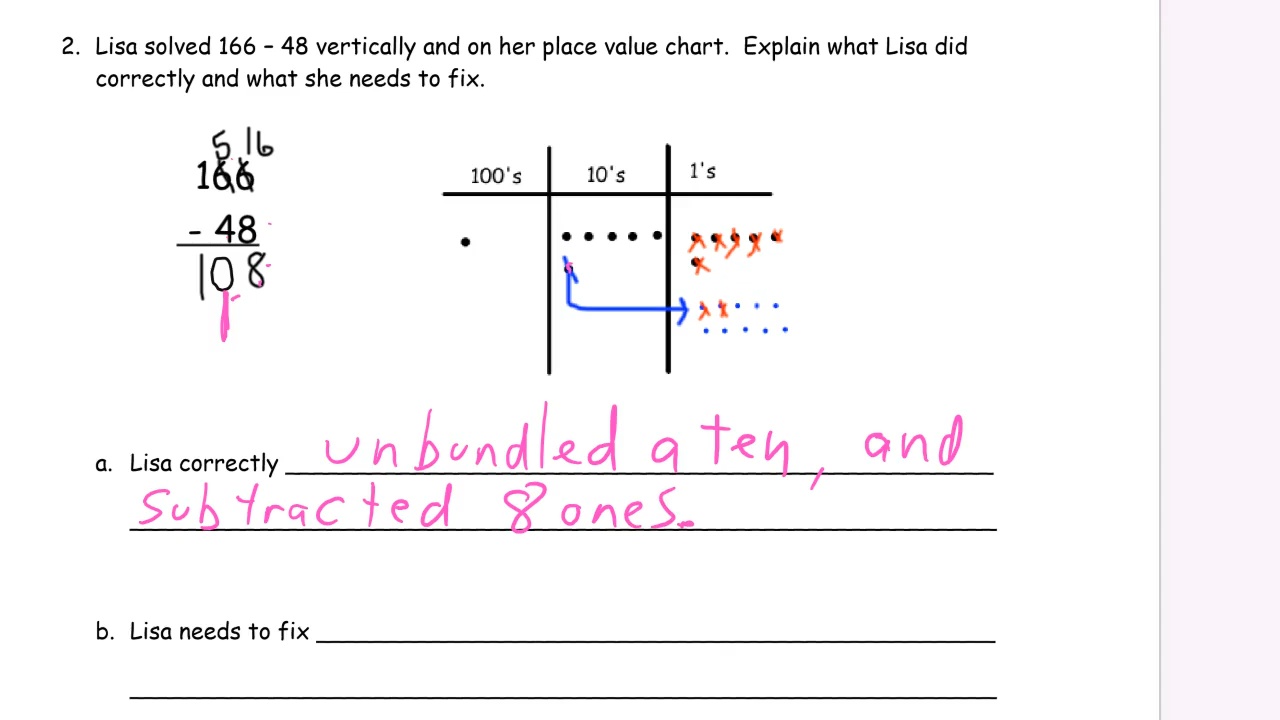 2. Lisa solved 166 – 48 vertically and on her place value chart. Explain what Lisa did
correctly and what she needs to fix.
5 16
166
- 48
108
1
100's 10's 1's
a. Lisa correctly unbundled a ten, and
subtracted 8 ones.
b. Lisa needs to fix